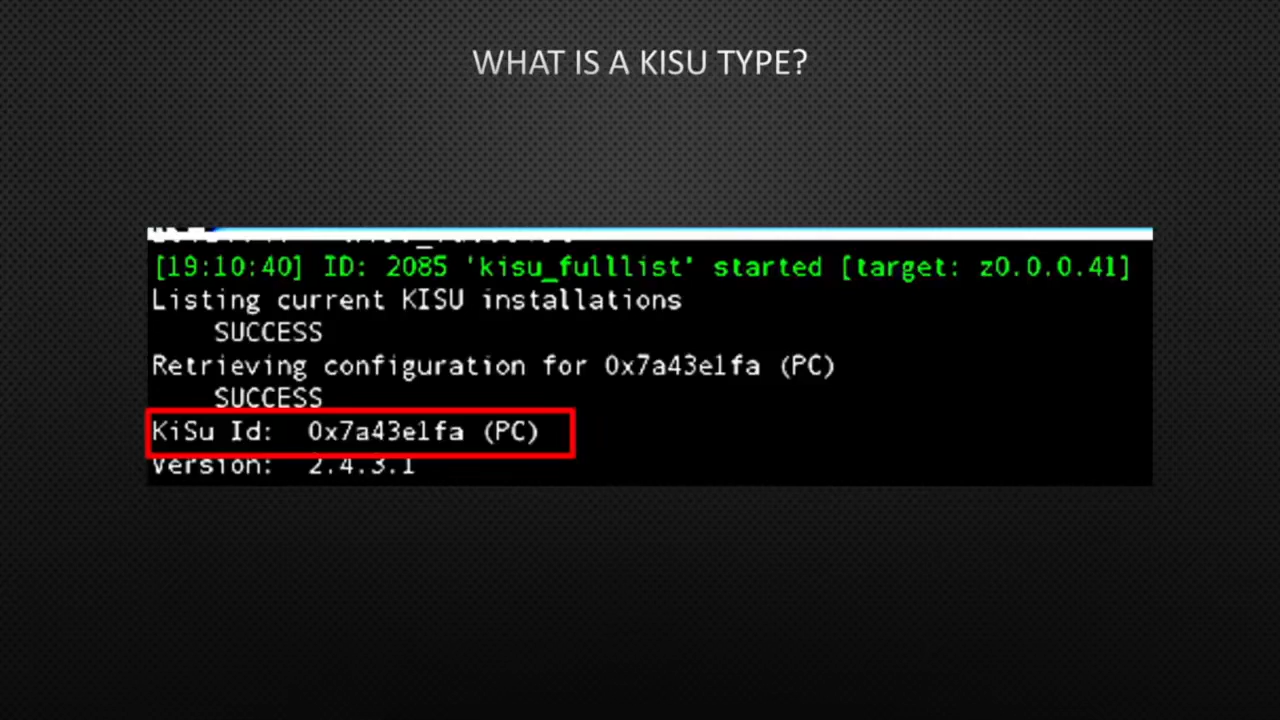 WHAT IS A KISU TYPE?
[19:10:40] ID: 2085 'kisu_fulllist' started [target: z0.0.0.41]
Listing current KISU installations
SUCCESS
Retrieving configuration for 0x7a43e1fa (PC)
SUCCESS
KiSu Id: 0x7a43e1fa (PC)
Version: 2.4.3.1